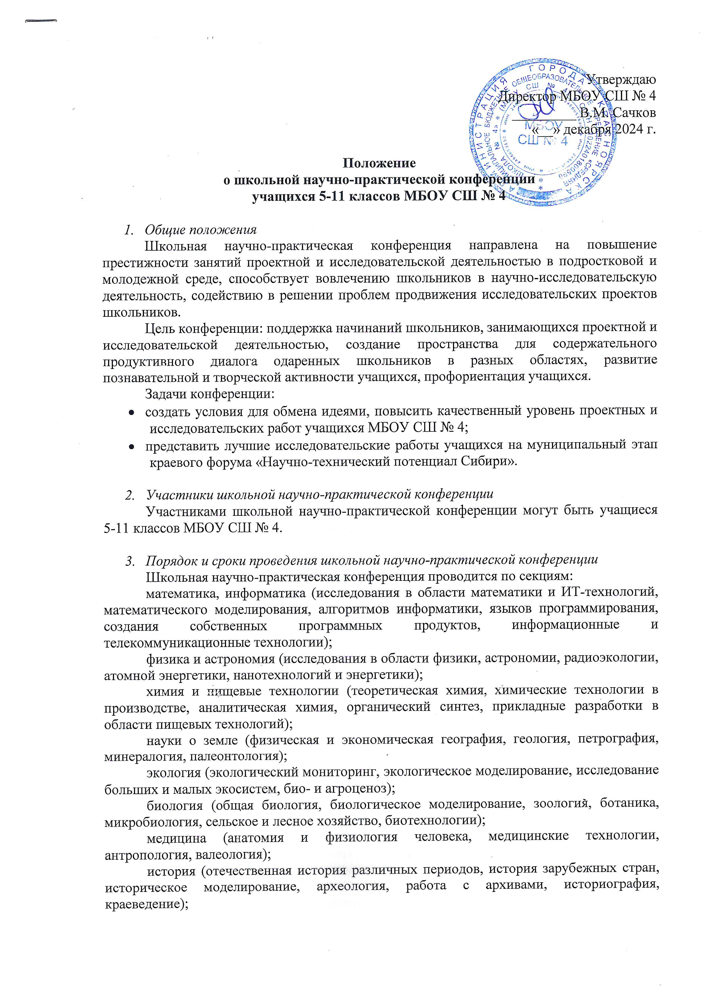 Утверждаю
Директор МБОУ СШ № 4
В.М. Сачков
«__» декабря 2024 г.
АДМИНИСТРАЦИЯ ГОРОДА КРАСНОЯРСКА
МБОУ
СШ № 4
Положение
о школьной научно-практической конференции
учащихся 5-11 классов МБОУ СШ № 4
1. Общие положения
Школьная научно-практическая конференция направлена на повышение
престижности занятий проектной и исследовательской деятельностью в подростковой и
молодежной среде, способствует вовлечению школьников в научно-исследовательскую
деятельность, содействию в решении проблем продвижения исследовательских проектов
школьников.
Цель конференции: поддержка начинаний школьников, занимающихся проектной и
исследовательской деятельностью, создание пространства для содержательного
продуктивного диалога одаренных школьников в разных областях, развитие
познавательной и творческой активности учащихся, профориентация учащихся.
Задачи конференции:
• создать условия для обмена идеями, повысить качественный уровень проектных и
исследовательских работ учащихся МБОУ СШ № 4;
• представить лучшие исследовательские работы учащихся на муниципальный этап
краевого форума «Научно-технический потенциал Сибири».
2. Участники школьной научно-практической конференции
Участниками школьной научно-практической конференции могут быть учащиеся
5-11 классов МБОУ СШ № 4.
3. Порядок и сроки проведения школьной научно-практической конференции
Школьная научно-практическая конференция проводится по секциям:
математика, информатика (исследования в области математики и ИТ-технологий,
математического моделирования, алгоритмов информатики, языков программирования,
создания собственных программных продуктов, информационные и
телекоммуникационные технологии);
физика и астрономия (исследования в области физики, астрономии, радиоэкологии,
атомной энергетики, нанотехнологий и энергетики);
химия и пищевые технологии (теоретическая химия, химические технологии в
производстве, аналитическая химия, органический синтез, прикладные разработки в
области пищевых технологий);
науки о земле (физическая и экономическая география, геология, петрография,
минералогия, палеонтология);
экология (экологический мониторинг, экологическое моделирование, исследование
больших и малых экосистем, био- и агроценоз);
биология (общая биология, биологическое моделирование, зоология, ботаника,
микробиология, сельское и лесное хозяйство, биотехнологии);
медицина (анатомия и физиология человека, медицинские технологии,
антропология, валеология);
история (отечественная история различных периодов, история зарубежных стран,
историческое моделирование, археология, работа с архивами, историография,
краеведение);